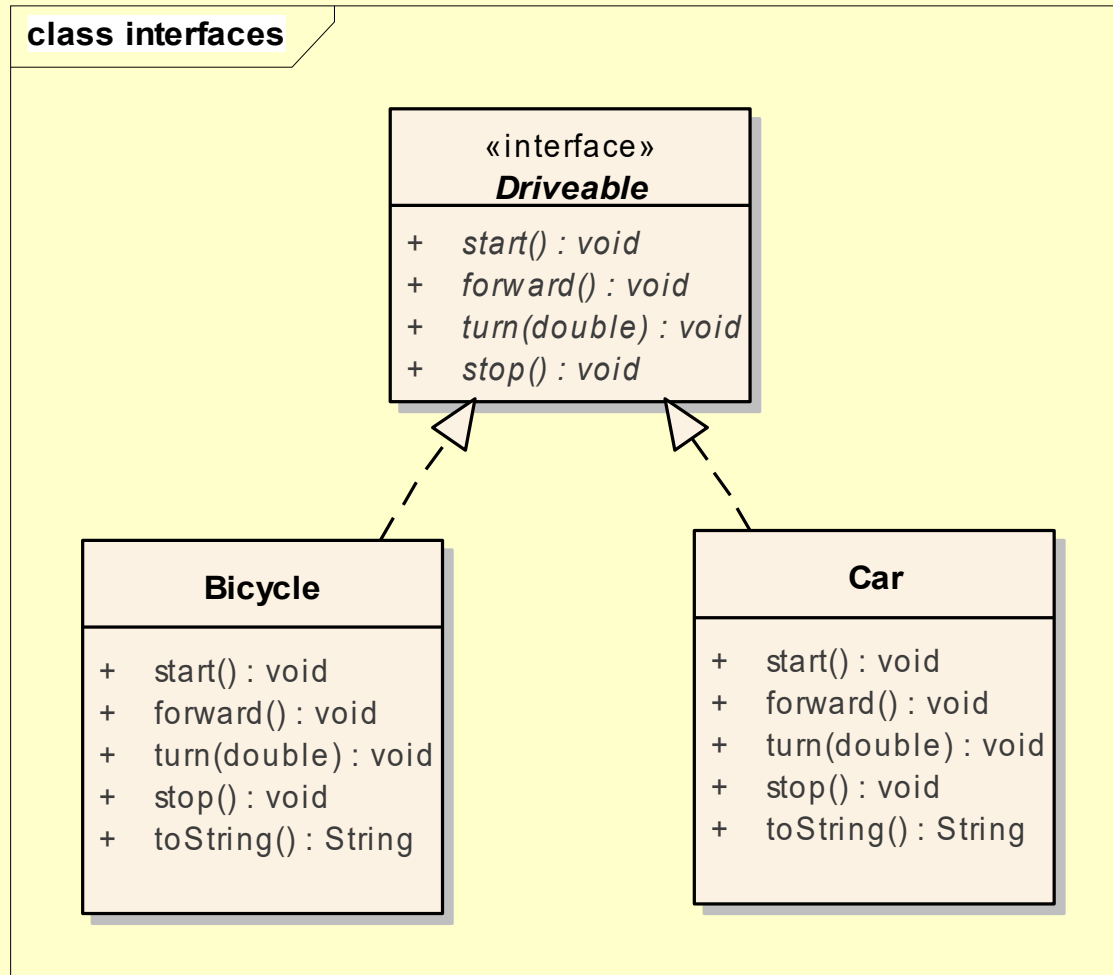 class interfaces
«interface»
Driveable
+ start() : void
+ forward() : void
+ turn(double) : void
+ stop() : void
Bicycle
+ start() : void
+ forward() : void
+ turn(double) : void
+ stop() : void
+ toString() : String
Car
+ start() : void
+ forward() : void
+ turn(double) : void
+ stop() : void
+ toString() : String